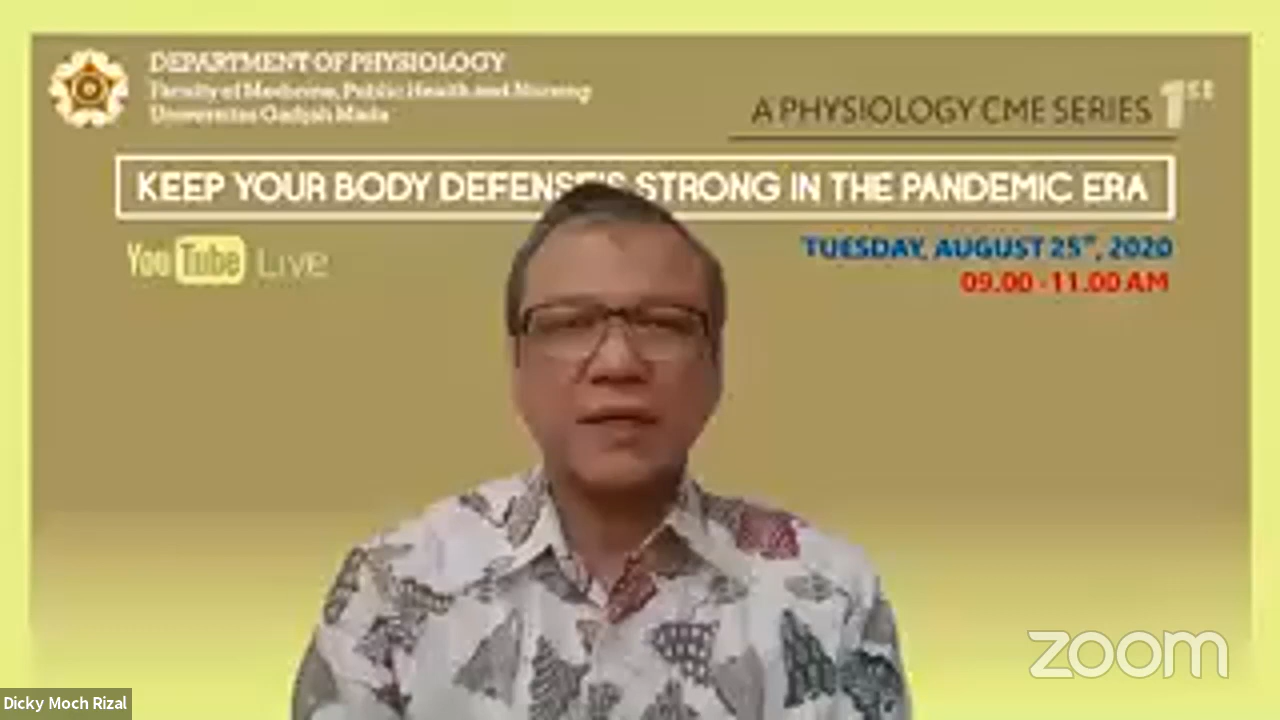 DEPARTMENT OF PHYSIOLOGY
Faculty of Medicine, Public Health and Nursing
Universitas Gadjah Mada
A PHYSIOLOGY CME SERIES 1ST
KEEP YOUR BODY DEFENSE'S STRONG IN THE PANDEMIC ERA
YouTube Live
TUESDAY, AUGUST 25st, 2020
09.00 - 11.00 AM
zoom
Dicky Moch Rizal